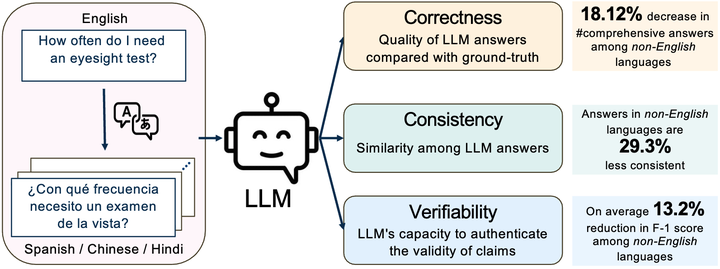 English
How often do I need
an eyesight test?
A あ
¿Con qué frecuencia
necesito un examen
de la vista?
Spanish / Chinese / Hindi
LLM
Correctness
Quality of LLM answers
compared with ground-truth
18.12% decrease in
#comprehensive answers
among non-English
languages
Consistency
Similarity among LLM answers
Answers in non-English
languages are
29.3%
less consistent
Verifiability
LLM's capacity to authenticate
the validity of claims
On average 13.2%
reduction in F-1 score
among non-English
languages